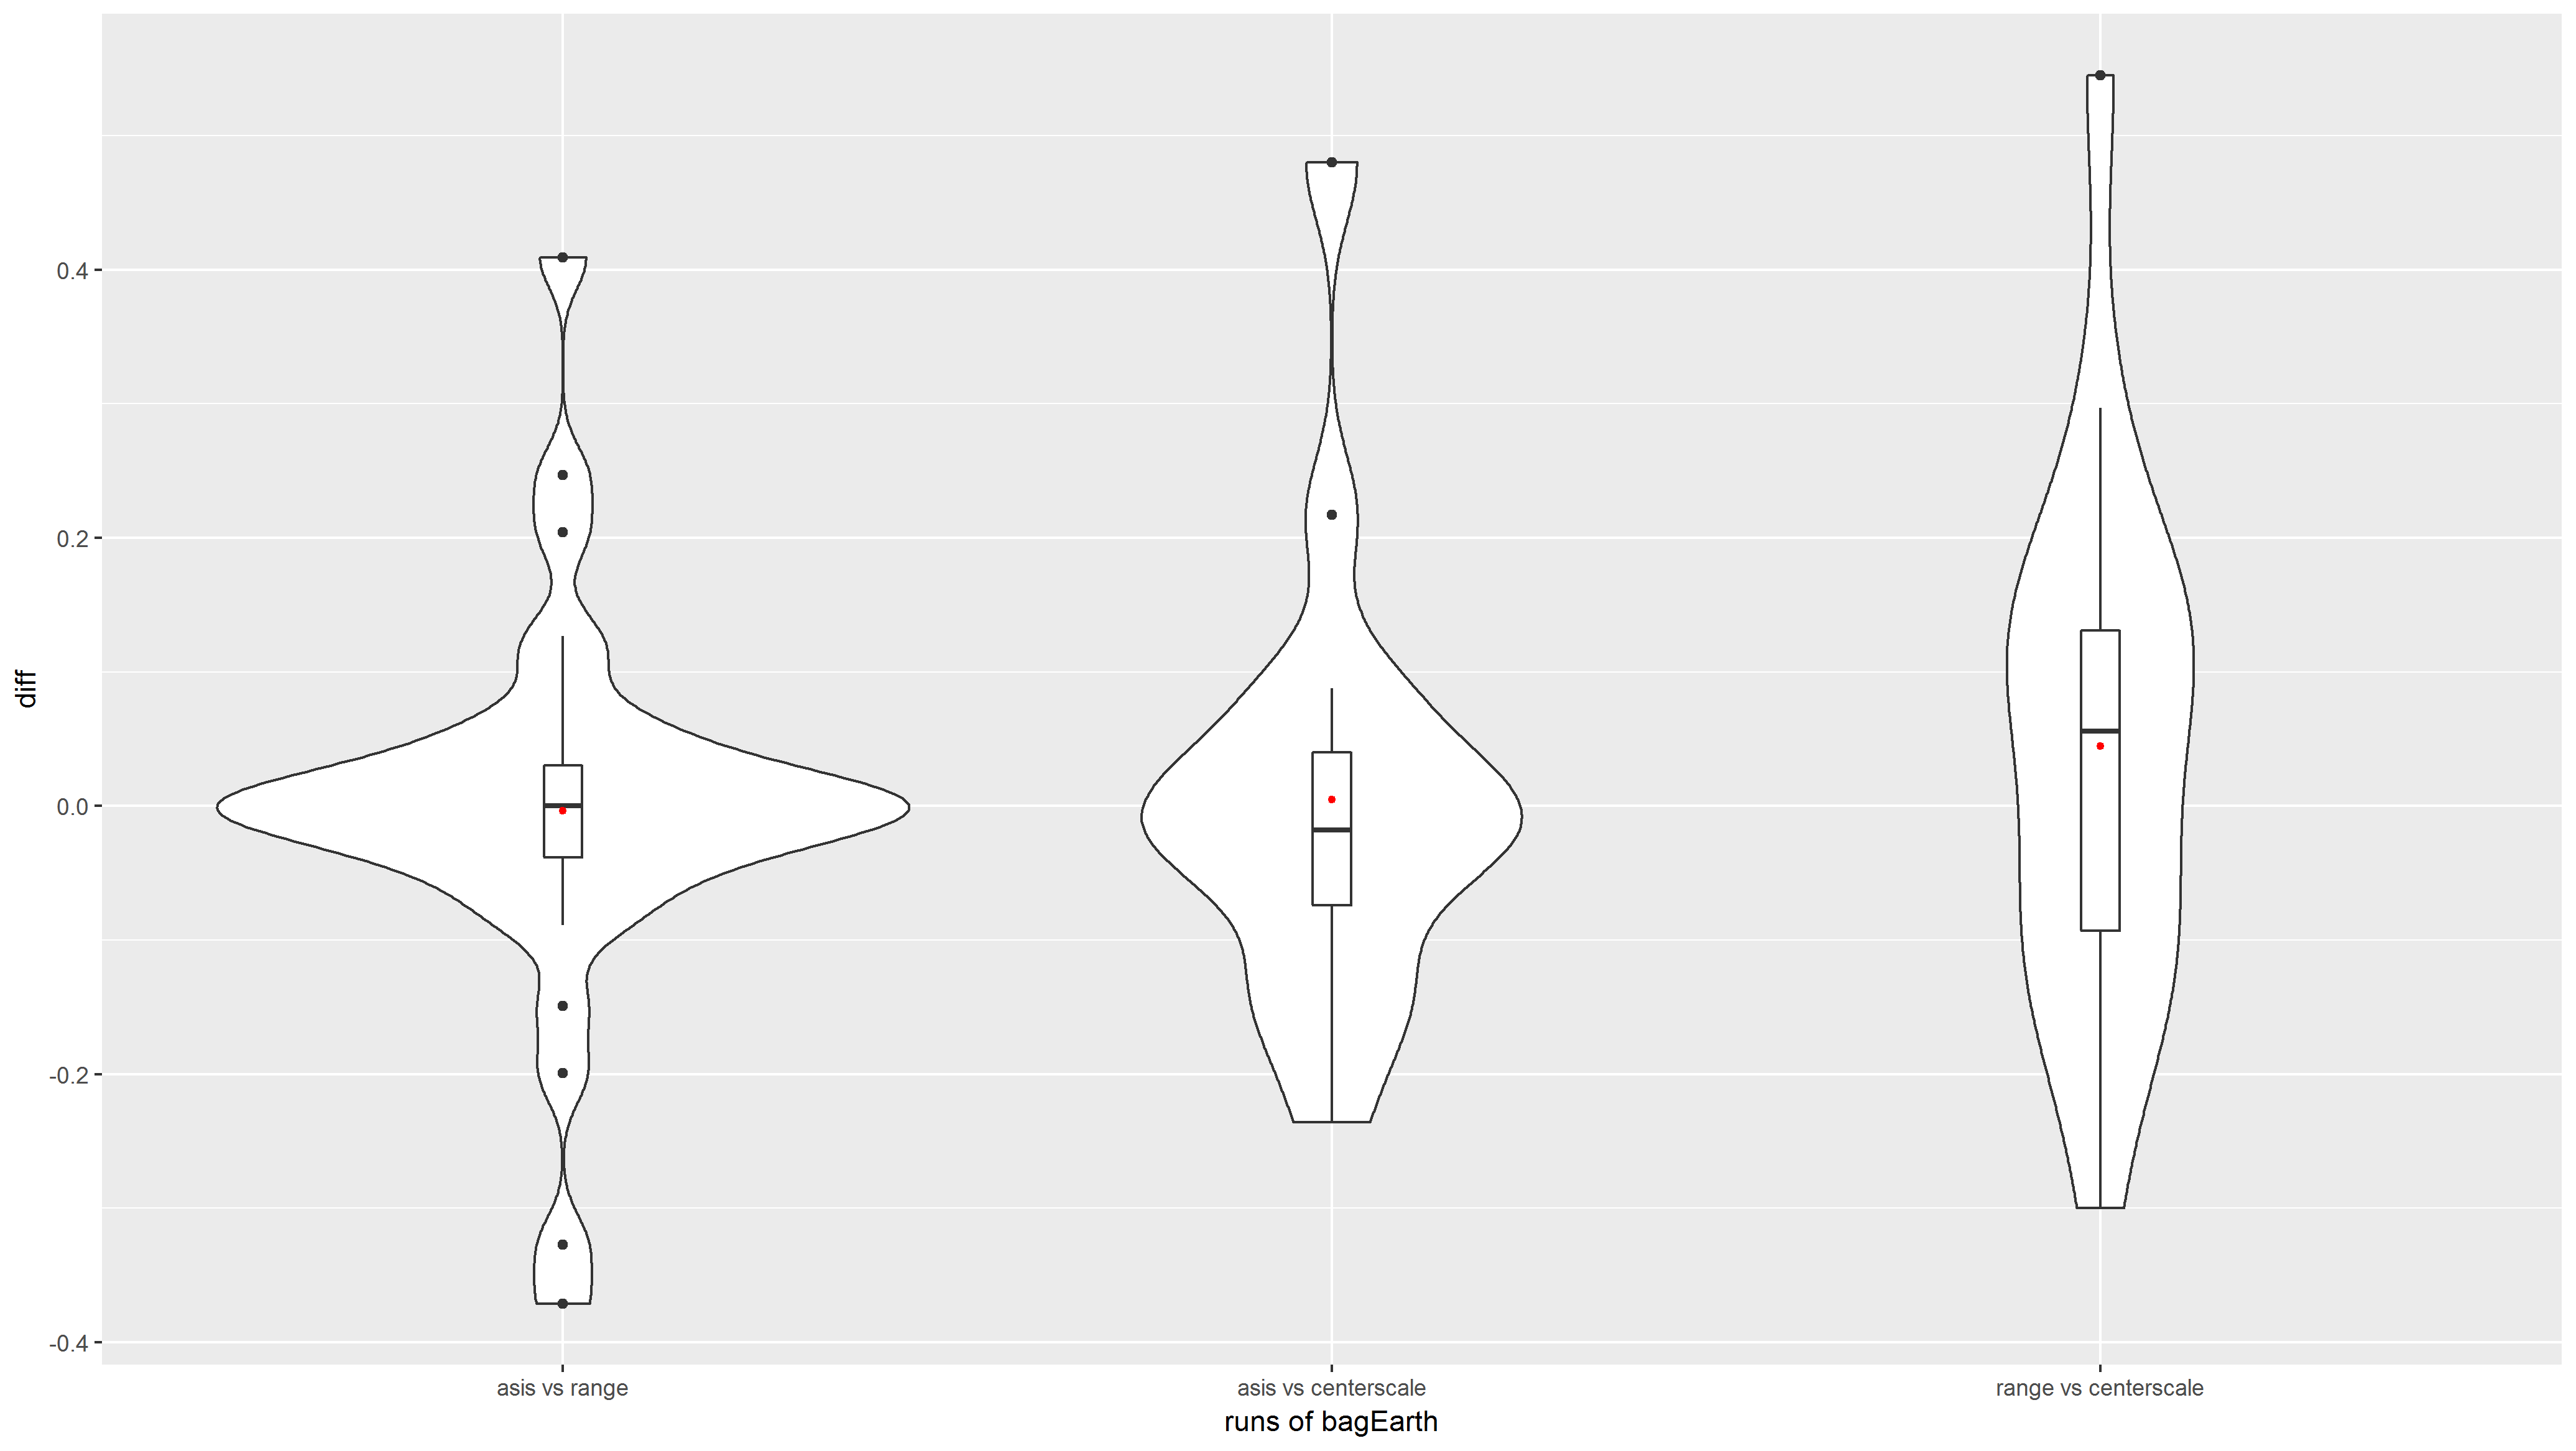 0.4
0.2
0.0
-0.2
-0.4
diff
asis vs range
asis vs centerscale
range vs centerscale
runs of bagEarth